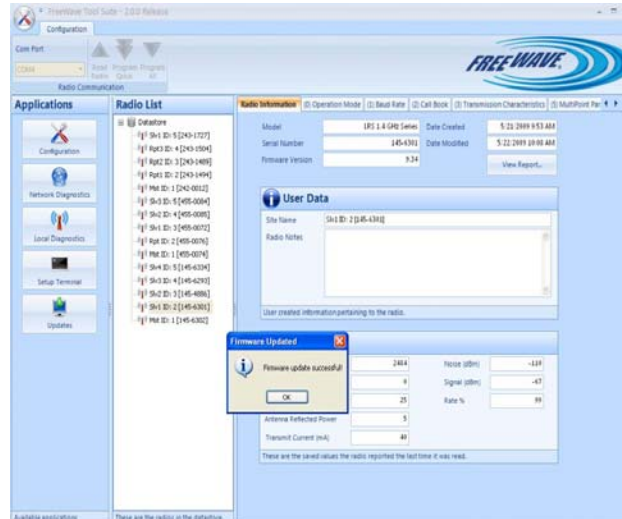 FreeWave Tool Suite - 2.0.0 Release
Configuration
Com Port
COM4
Read Radio
Program Quick
Program All
Radio Communication
FREEWAVE
Applications
Configuration
Network Diagnostics
Local Diagnostics
Setup Terminal
Updates
Available applications
Radio List
Datastore
Slv1 ID: 5 [243-1727]
Rpt3 ID: 4 [243-1504]
Rpt2 ID: 3 [243-1489]
Rpt1 ID: 2 [243-1494]
Mst ID: 1 [242-0012]
Slv3 ID: 5 [455-0084]
Slv2 ID: 4 [455-0085]
Slv1 ID: 3 [455-0072]
Rpt ID: 2 [455-0076]
Mst ID: 1 [455-0074]
Slv4 ID: 5 [145-6334]
Slv3 ID: 4 [145-6293]
Slv2 ID: 3 [145-4886]
Slv1 ID: 2 [145-6301]
Mst ID: 1 [145-6302]
These are the radios in the datastore
Radio Information
(0) Operation Mode
(1) Baud Rate
(2) Call Book
(3) Transmission Characteristics
(5) MultiPoint Par
Model
LRS 1.4 GHz Series
Date Created
5/21/2009 9:53 AM
Serial Number
145-6301
Date Modified
5/22/2009 10:01 AM
Firmware Version
9.34
View Report...
User Data
Site Name
Slv1 ID: 2 [145-6301]
Radio Notes
User created information pertaining to the radio.
Firmware Updated
Firmware update successful!
OK
2484
Noise (dBm)
-110
0
Signal (dBm)
-67
25
Rate %
99
Antenna Reflected Power
5
Transmit Current (mA)
40
These are the saved values the radio reported the last time it was read.